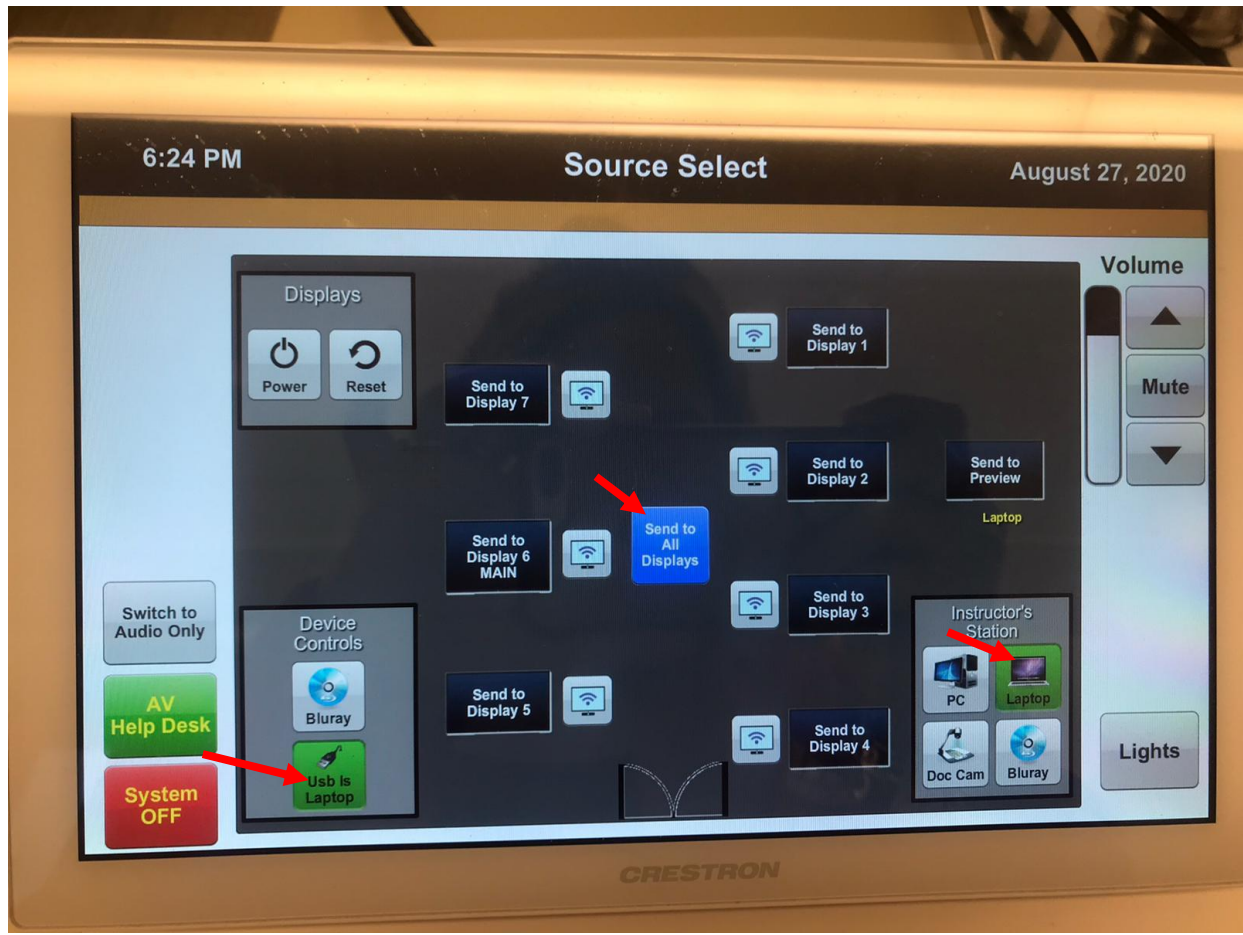 6:24 PM
Source Select
August 27, 2020
Displays
Power
Reset
Send to
Display 7
Send to
Display 1
Volume
Mute
Send to
Display 2
Send to
Preview
Laptop
Send to
All
Displays
Send to
Display 6
MAIN
Send to
Display 3
Switch to
Audio Only
Device
Controls
Bluray
Usb Is
Laptop
Send to
Display 5
Send to
Display 4
Instructor's
Station
PC
Laptop
Doc Cam
Bluray
AV
Help Desk
System
OFF
Lights
CRESTRON